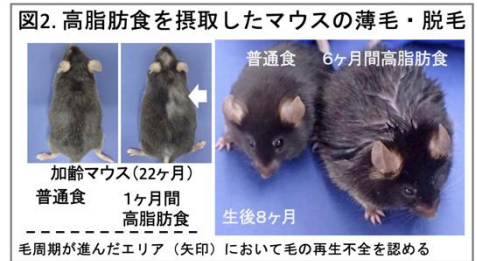 図2. 高脂肪食を摂取したマウスの薄毛・脱毛
普通食 6ヶ月間高脂肪食
加齢マウス(22ヶ月)
普通食 1ヶ月間
高脂肪食
生後8ヶ月
毛周期が進んだエリア（矢印）において毛の再生不全を認める